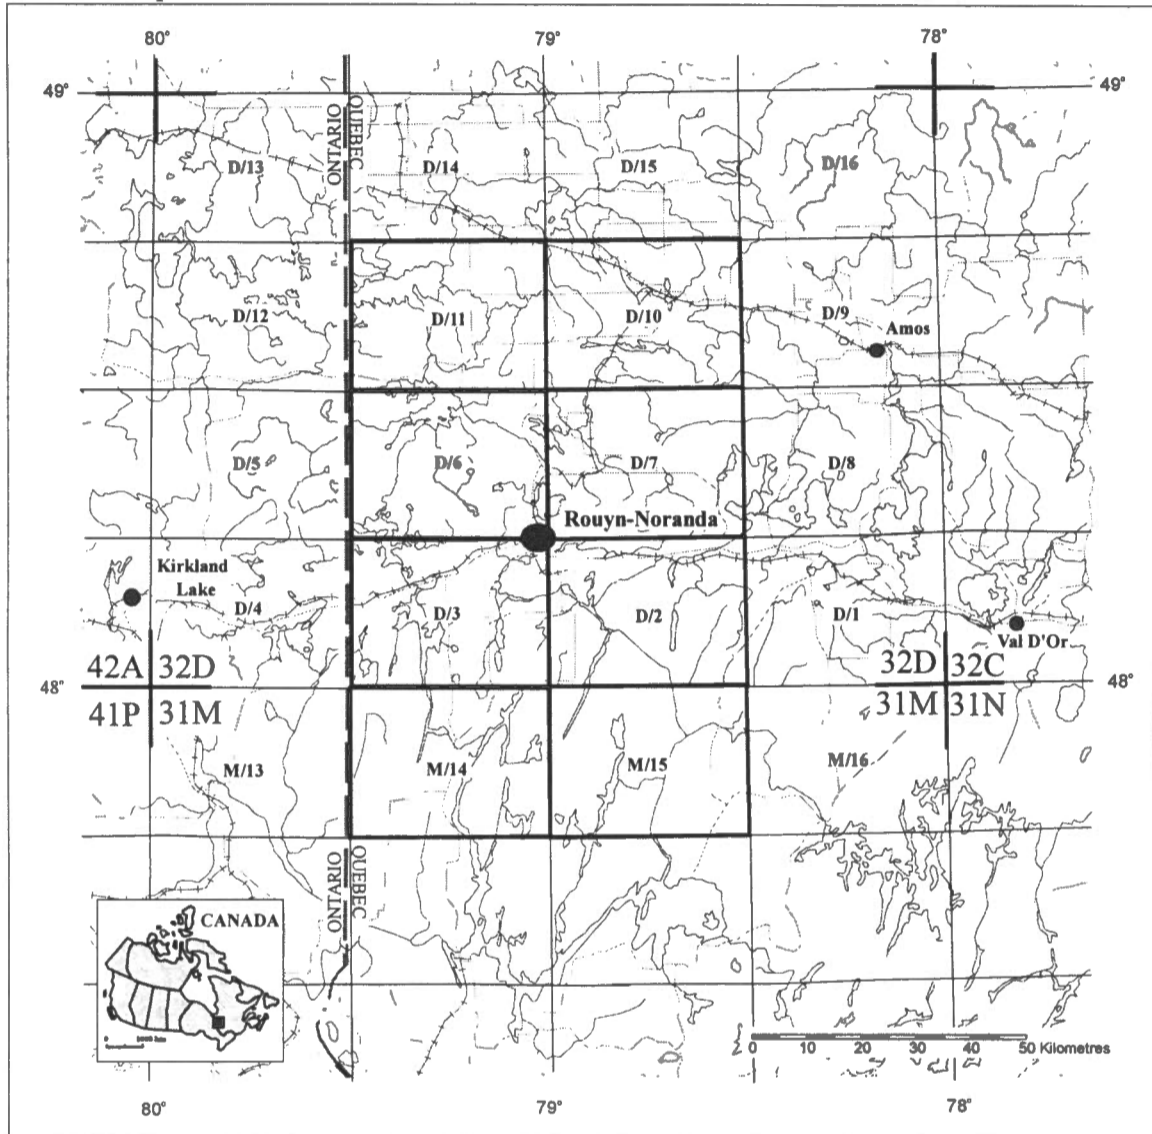 80°
79°
78°
49°
49°
ONTARIO
QUEBEC
D/13
D/14
D/15
D/16
D/12
D/11
D/10
D/9
Amos
D/5
D/6
D/7
D/8
Rouyn-Noranda
Kirkland
Lake
D/4
D/3
D/2
D/1
Val D'Or
42A
32D
32D
32C
48°
48°
41P
31M
31M
31N
M/13
M/14
M/15
M/16
ONTARIO
QUEBEC
CANADA
0
0
10
20
30
40
50 Kilometres
80°
79°
78°